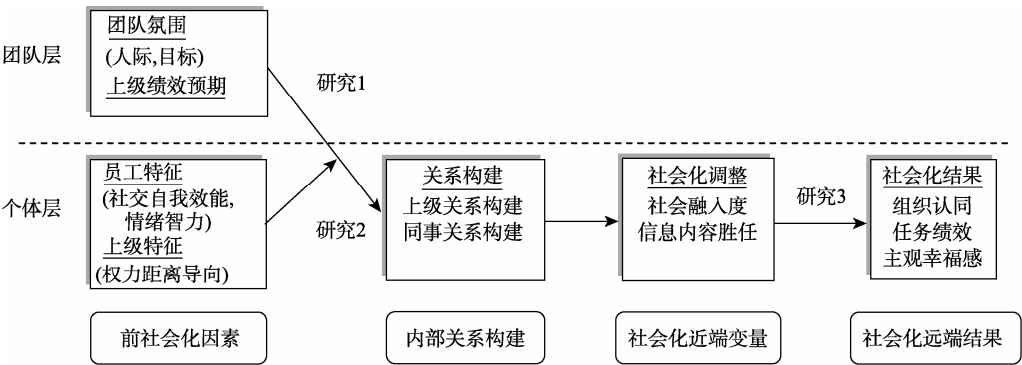 团队层
团队氛围
(人际,目标)
上级绩效预期
研究1
个体层
员工特征
(社交自我效能,
情绪智力)
上级特征
(权力距离导向)
研究2
关系构建
上级关系构建
同事关系构建
社会化调整
社会融入度
信息内容胜任
研究3
社会化结果
组织认同
任务绩效
主观幸福感
前社会化因素
内部关系构建
社会化近端变量
社会化远端结果